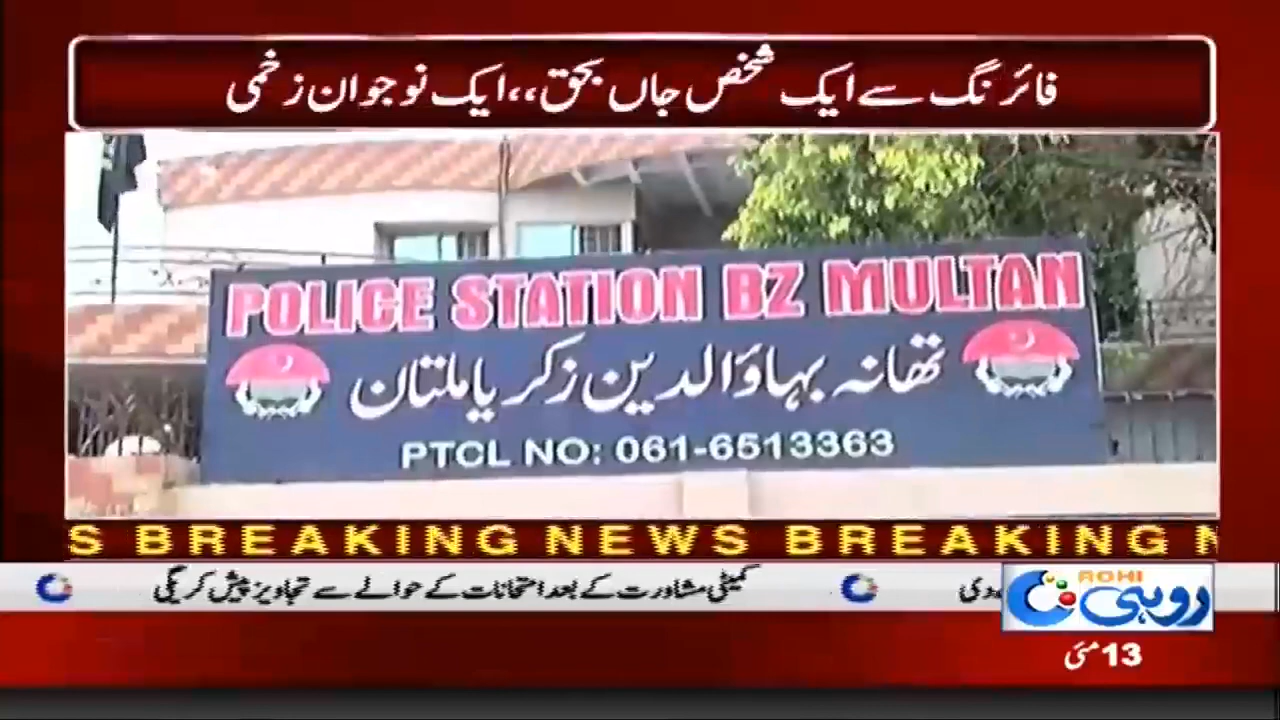 فائرنگ سے ایک شخص جاں بحق،،ایک نوجوان زخمی
POLICE STATION BZ MULTAN
تھانہ بہاؤالدین زکریا ملتان
PTCL NO: 061-6513363
S BREAKING NEWS BREAKING N
کمیٹی مشاورت کے بعد امتحانات کے حوالے سے تجاویز پیش کریگی
ROHI
روہی
13 مئی